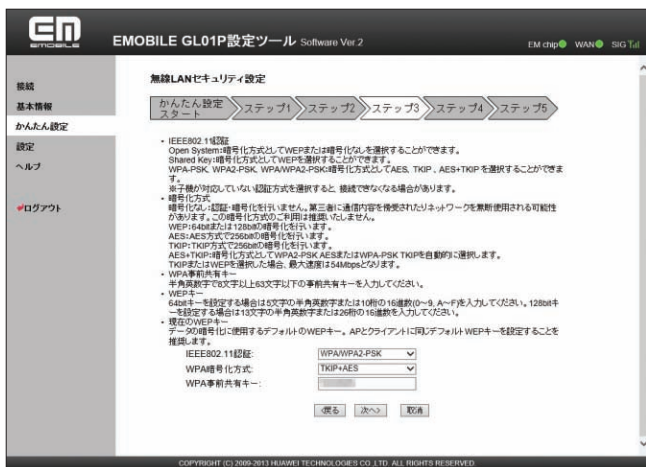 EM
EMOBILE
EMOBILE GL01P設定ツール Software Ver.2
EM chip WAN SIG
接続
基本情報
かんたん設定
設定
ヘルプ
ログアウト
無線LANセキュリティ設定
かんたん設定
スタート
ステップ1
ステップ2
ステップ3
ステップ4
ステップ5
• IEEE802.11認証
Open System:暗号化方式としてWEPまたは暗号化なしを選択することができます。
Shared Key:暗号化方式としてWEPを選択することができます。
WPA-PSK, WPA2-PSK, WPA/WPA2-PSK:暗号化方式としてAES, TKIP , AES+TKIP を選択することができま
す。
※子機が対応していない認証方式を選択すると、接続できなくなる場合があります。
• 暗号化方式
暗号化なし:認証・暗号化を行いません。第三者に通信内容を傍受されたりネットワークを無断使用される可能性
があります。この暗号化方式のご利用は推奨いたしません。
WEP:64bitまたは128bitの暗号化を行います。
AES:AES方式で256bitの暗号化を行います。
TKIP:TKIP方式で256bitの暗号化を行います。
AES+TKIP:暗号化方式としてWPA2-PSK AESまたはWPA-PSK TKIPを自動的に選択します。
TKIPまたはWEPを選択した場合、最大速度は54Mbpsとなります。
• WPA事前共有キー
半角英数字で8文字以上63文字以下の事前共有キーを入力してください。
• WEPキー
64bitキーを設定する場合は5文字の半角英数字または10桁の16進数(0~9, A~F)を入力してください。128bitキ
ーを設定する場合は13文字の半角英数字または26桁の16進数を入力してください。
• 現在のWEPキー
データの暗号化に使用するデフォルトのWEPキー。APとクライアントに同じデフォルトWEPキーを設定することを
推奨します。
IEEE802.11認証: WPA/WPA2-PSK
WPA暗号化方式: TKIP+AES
WPA事前共有キー:
<戻る 次へ> 取消
COPYRIGHT (C) 2009-2013 HUAWEI TECHNOLOGIES CO.,LTD. ALL RIGHTS RESERVED.